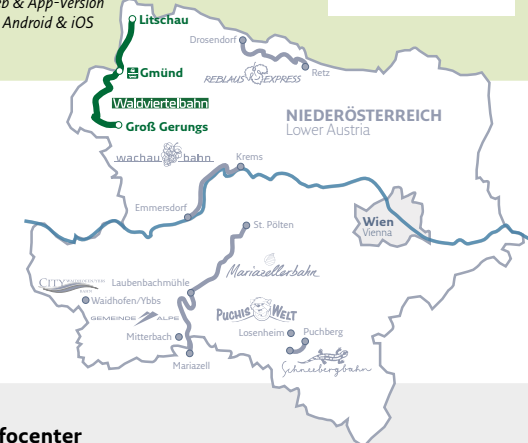 eb & App-Version
Android & iOS
Litschau
Drosendorf
Gmünd
REBLAUS EXPRESS
Retz
Waldviertelbahn
NIEDERÖSTERREICH
Lower Austria
Groß Gerungs
wachau bahn
Krems
Emmersdorf
Wien
Vienna
St. Pölten
Mariazellerbahn
CITY
Laubenbachmühle
Waidhofen/Ybbs
GEMEINDE ALPE
PUCHIS WELT
Mitterbach
Losenheim
Puchberg
Mariazell
Schneebergbahn
focenter